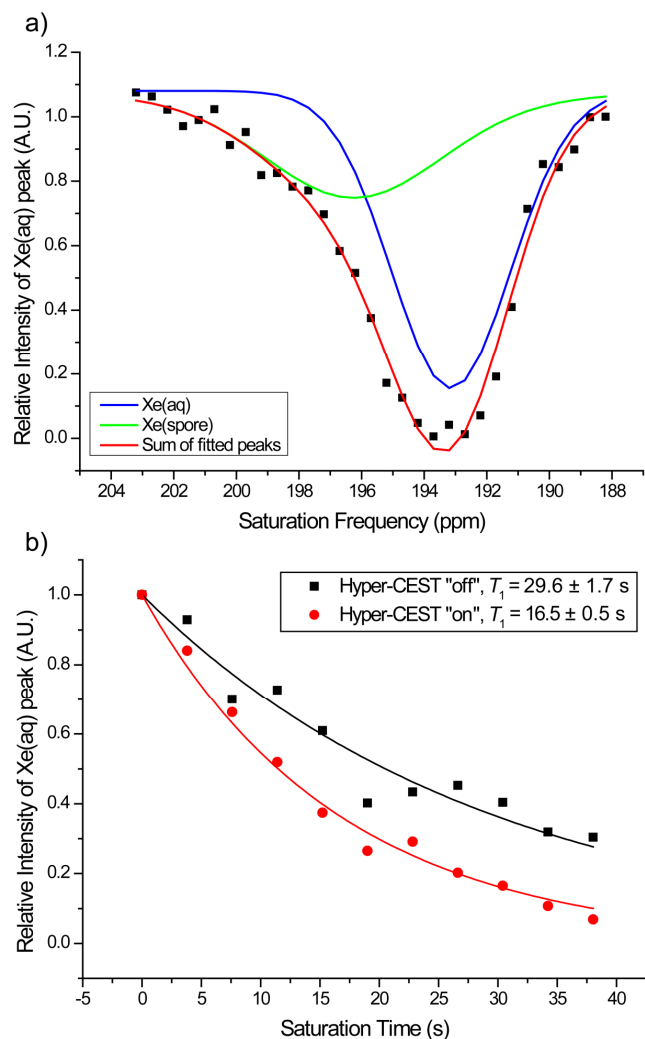 a)
Relative Intensity of Xe(aq) peak (A.U.)
1.2
1.0
0.8
0.6
0.4
0.2
0.0
Xe(aq)
Xe(spore)
Sum of fitted peaks
204 202 200 198 196 194 192 190 188
Saturation Frequency (ppm)
b)
Relative Intensity of Xe(aq) peak (A.U.)
1.0
0.8
0.6
0.4
0.2
0.0
Hyper-CEST "off", T1 = 29.6 ± 1.7 s
Hyper-CEST "on", T1 = 16.5 ± 0.5 s
-5 0 5 10 15 20 25 30 35 40
Saturation Time (s)